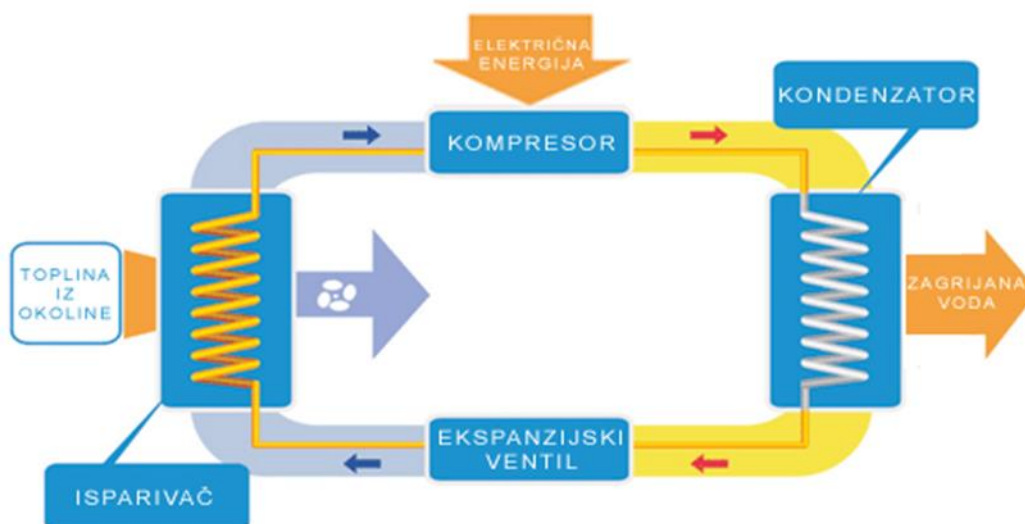 ELEKTRIČNA
ENERGIJA
KONDENZATOR
KOMPRESOR
TOPLINA
IZ
OKOLINE
ZAGRIJANA
VODA
EKSPANZIJSKI
VENTIL
ISPARIVAČ